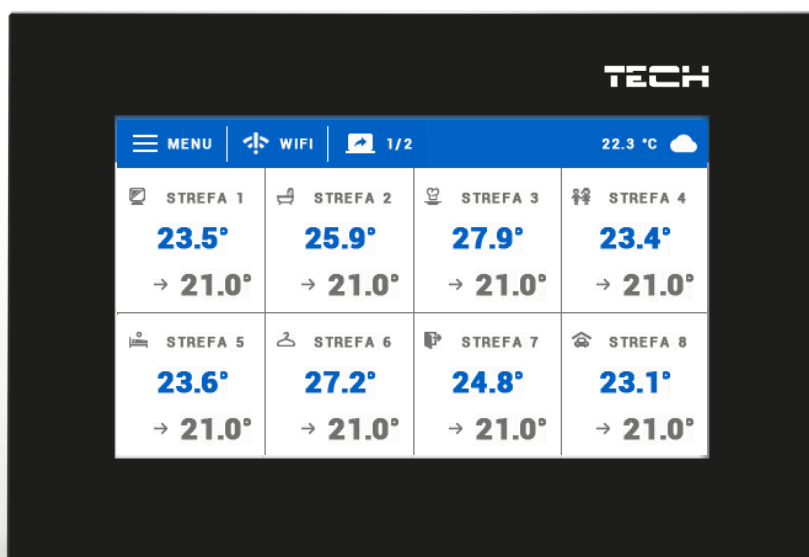 TECH
MENU WIFI 1/2 22.3 °C
STREFA 1 STREFA 2 STREFA 3 STREFA 4
23.5° 25.9° 27.9° 23.4°
→ 21.0° → 21.0° → 21.0° → 21.0°
STREFA 5 STREFA 6 STREFA 7 STREFA 8
23.6° 27.2° 24.8° 23.1°
→ 21.0° → 21.0° → 21.0° → 21.0°